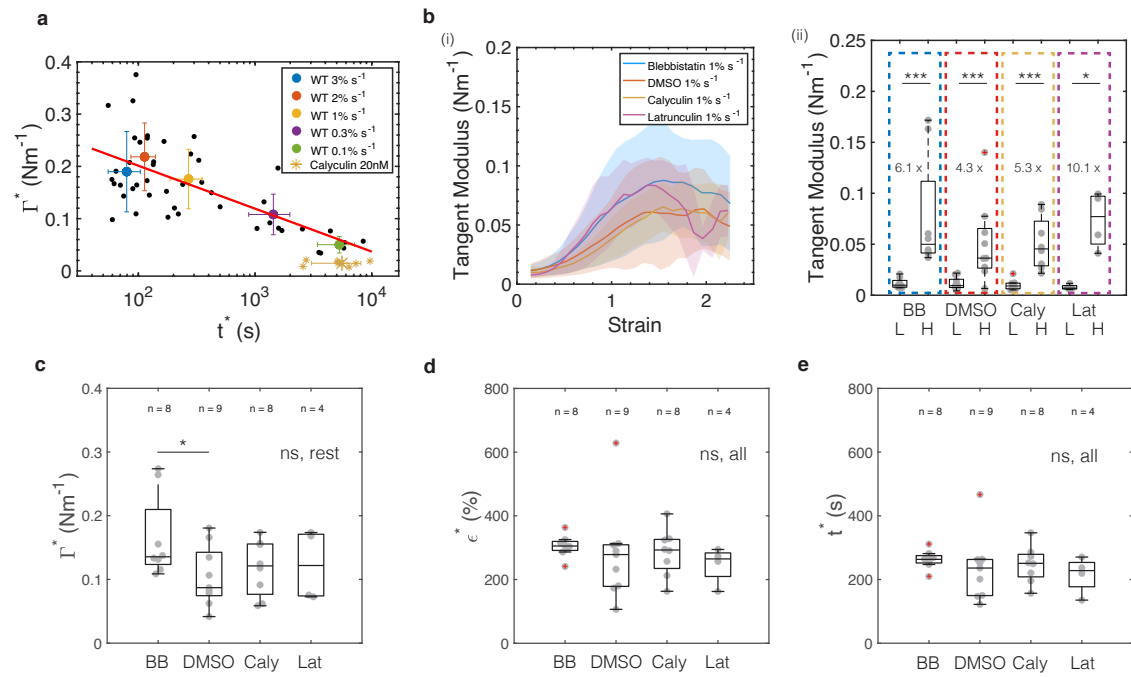 a
Γ* (Nm⁻¹)
0.4
0.3
0.2
0.1
0
10² 10³ 10⁴
t* (s)
WT 3% s⁻¹
WT 2% s⁻¹
WT 1% s⁻¹
WT 0.3% s⁻¹
WT 0.1% s⁻¹
Calyculin 20nM
b
(i)
Tangent Modulus (Nm⁻¹)
0.2
0.15
0.1
0.05
0
0 1 2
Strain
Blebbistatin 1% s⁻¹
DMSO 1% s⁻¹
Calyculin 1% s⁻¹
Latrunculin 1% s⁻¹
(ii)
Tangent Modulus (Nm⁻¹)
0.25
0.2
0.15
0.1
0.05
0
*** *** *** *
6.1 x 4.3 x 5.3 x 10.1 x
BB DMSO Caly Lat
L H L H L H L H
c
Γ* (Nm⁻¹)
0.4
0.3
0.2
0.1
0
n = 8 n = 9 n = 8 n = 4
*
ns, rest
BB DMSO Caly Lat
d
ϵ* (%)
800
600
400
200
0
n = 8 n = 9 n = 8 n = 4
ns, all
BB DMSO Caly Lat
e
t* (s)
800
600
400
200
0
n = 8 n = 9 n = 8 n = 4
ns, all
BB DMSO Caly Lat